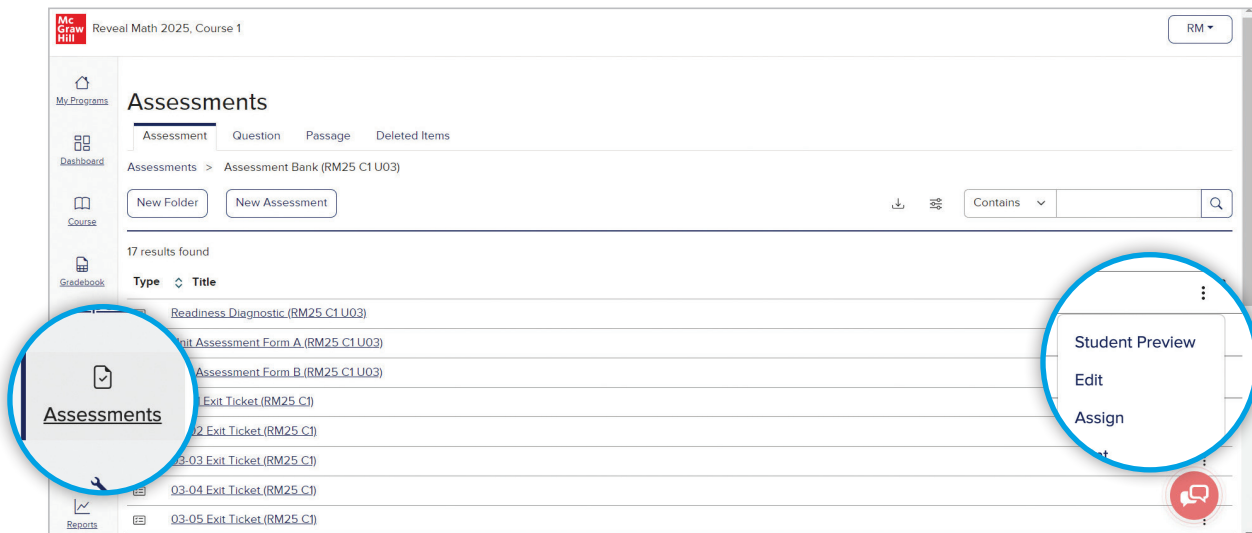 Mc
Graw
Hill
Reveal Math 2025, Course 1
RM
My Programs
Assessments
Assessment Question Passage Deleted Items
Dashboard
Assessments > Assessment Bank (RM25 C1 U03)
New Folder New Assessment Contains
Course
17 results found
Gradebook
Type Title
Readiness Diagnostic (RM25 C1 U03)
Assessment Form A (RM25 C1 U03)
Student Preview
Assessment Form B (RM25 C1 U03)
Edit
Assessments
Exit Ticket (RM25 C1)
Assign
Exit Ticket (RM25 C1)
03-03 Exit Ticket (RM25 C1)
03-04 Exit Ticket (RM25 C1)
Reports
03-05 Exit Ticket (RM25 C1)